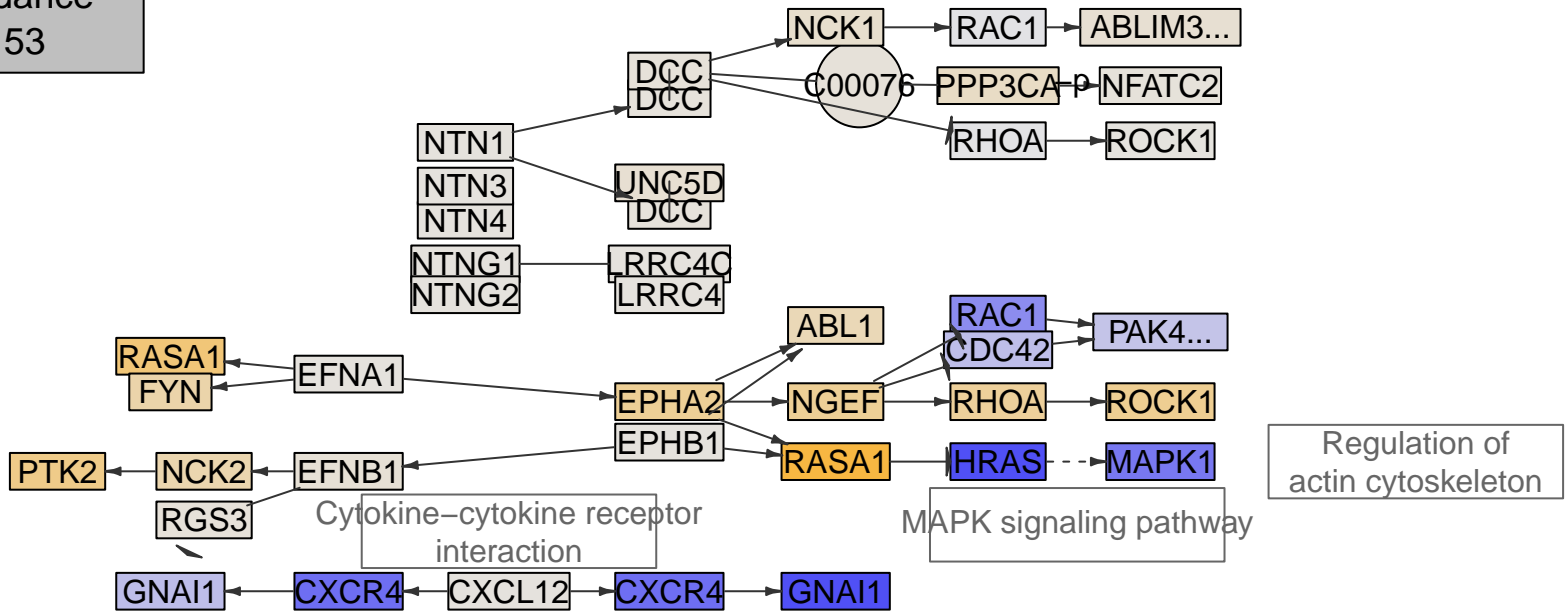 53
NCK1
RAC1
ABLIM3...
DCC
DCC
C00076
PPP3CA
-p
NFATC2
NTN1
RHOA
ROCK1
NTN3
UNC5D
NTN4
DCC
NTNG1
LRRC4C
NTNG2
LRRC4
ABL1
RAC1
PAK4...
CDC42
RASA1
EFNA1
FYN
EPHA2
NGEF
RHOA
ROCK1
EPHB1
PTK2
NCK2
EFNB1
RASA1
HRAS
MAPK1
Regulation of
actin cytoskeleton
RGS3
Cytokine−cytokine receptor
interaction
MAPK signaling pathway
GNAI1
CXCR4
CXCL12
CXCR4
GNAI1